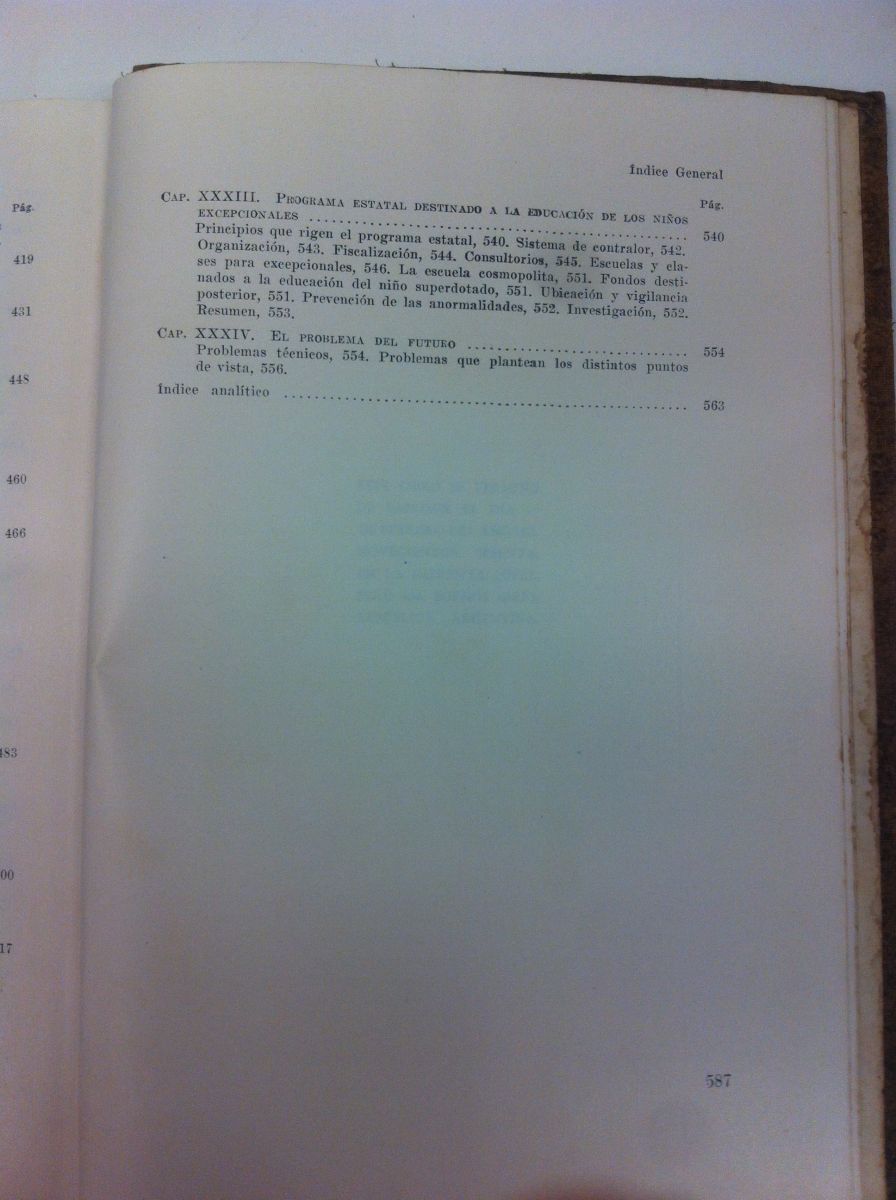 Pág.
419
431
448
460
466
483
00
17
Índice General
Pág.
CAP. XXXIII. PROGRAMA ESTATAL DESTINADO A LA EDUCACIÓN DE LOS NIÑOS
EXCEPCIONALES .................................................. 540
Principios que rigen el programa estatal, 540. Sistema de contralor, 542.
Organización, 543. Fiscalización, 544. Consultorios, 545. Escuelas y cla-
ses para excepcionales, 546. La escuela cosmopolita, 551. Fondos desti-
nados a la educación del niño superdotado, 551. Ubicación y vigilancia
posterior, 551. Prevención de las anormalidades, 552. Investigación, 552.
Resumen, 553.
CAP. XXXIV. EL PROBLEMA DEL FUTURO .............................. 554
Problemas técnicos, 554. Problemas que plantean los distintos puntos
de vista, 556.
Índice analítico .................................................. 563
587